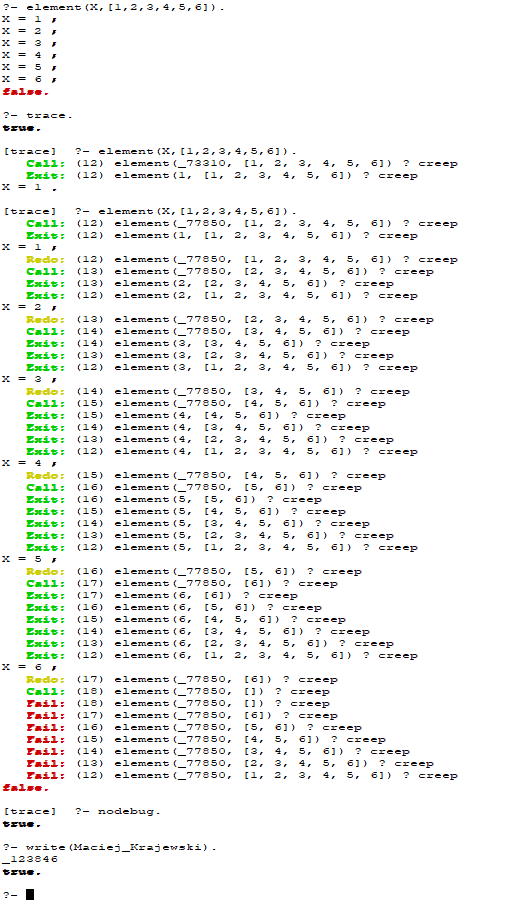 ?- element(X,[1,2,3,4,5,6]).
X = 1 ;
X = 2 ;
X = 3 ;
X = 4 ;
X = 5 ;
X = 6 ;
false.
?- trace.
true.
[trace]  ?- element(X,[1,2,3,4,5,6]).
   Call: (12) element(_73310, [1, 2, 3, 4, 5, 6]) ? creep
   Exit: (12) element(1, [1, 2, 3, 4, 5, 6]) ? creep
X = 1 .
[trace]  ?- element(X,[1,2,3,4,5,6]).
   Call: (12) element(_77850, [1, 2, 3, 4, 5, 6]) ? creep
   Exit: (12) element(1, [1, 2, 3, 4, 5, 6]) ? creep
X = 1 ;
   Redo: (12) element(_77850, [1, 2, 3, 4, 5, 6]) ? creep
   Call: (13) element(_77850, [2, 3, 4, 5, 6]) ? creep
   Exit: (13) element(2, [2, 3, 4, 5, 6]) ? creep
   Exit: (12) element(2, [1, 2, 3, 4, 5, 6]) ? creep
X = 2 ;
   Redo: (13) element(_77850, [2, 3, 4, 5, 6]) ? creep
   Call: (14) element(_77850, [3, 4, 5, 6]) ? creep
   Exit: (14) element(3, [3, 4, 5, 6]) ? creep
   Exit: (13) element(3, [2, 3, 4, 5, 6]) ? creep
   Exit: (12) element(3, [1, 2, 3, 4, 5, 6]) ? creep
X = 3 ;
   Redo: (14) element(_77850, [3, 4, 5, 6]) ? creep
   Call: (15) element(_77850, [4, 5, 6]) ? creep
   Exit: (15) element(4, [4, 5, 6]) ? creep
   Exit: (14) element(4, [3, 4, 5, 6]) ? creep
   Exit: (13) element(4, [2, 3, 4, 5, 6]) ? creep
   Exit: (12) element(4, [1, 2, 3, 4, 5, 6]) ? creep
X = 4 ;
   Redo: (15) element(_77850, [4, 5, 6]) ? creep
   Call: (16) element(_77850, [5, 6]) ? creep
   Exit: (16) element(5, [5, 6]) ? creep
   Exit: (15) element(5, [4, 5, 6]) ? creep
   Exit: (14) element(5, [3, 4, 5, 6]) ? creep
   Exit: (13) element(5, [2, 3, 4, 5, 6]) ? creep
   Exit: (12) element(5, [1, 2, 3, 4, 5, 6]) ? creep
X = 5 ;
   Redo: (16) element(_77850, [5, 6]) ? creep
   Call: (17) element(_77850, [6]) ? creep
   Exit: (17) element(6, [6]) ? creep
   Exit: (16) element(6, [5, 6]) ? creep
   Exit: (15) element(6, [4, 5, 6]) ? creep
   Exit: (14) element(6, [3, 4, 5, 6]) ? creep
   Exit: (13) element(6, [2, 3, 4, 5, 6]) ? creep
   Exit: (12) element(6, [1, 2, 3, 4, 5, 6]) ? creep
X = 6 ;
   Redo: (17) element(_77850, [6]) ? creep
   Call: (18) element(_77850, []) ? creep
   Fail: (18) element(_77850, []) ? creep
   Fail: (17) element(_77850, [6]) ? creep
   Fail: (16) element(_77850, [5, 6]) ? creep
   Fail: (15) element(_77850, [4, 5, 6]) ? creep
   Fail: (14) element(_77850, [3, 4, 5, 6]) ? creep
   Fail: (13) element(_77850, [2, 3, 4, 5, 6]) ? creep
   Fail: (12) element(_77850, [1, 2, 3, 4, 5, 6]) ? creep
false.
[trace]  ?- nodebug.
true.
?- write(Maciej_Krajewski).
_123846
true.
?-